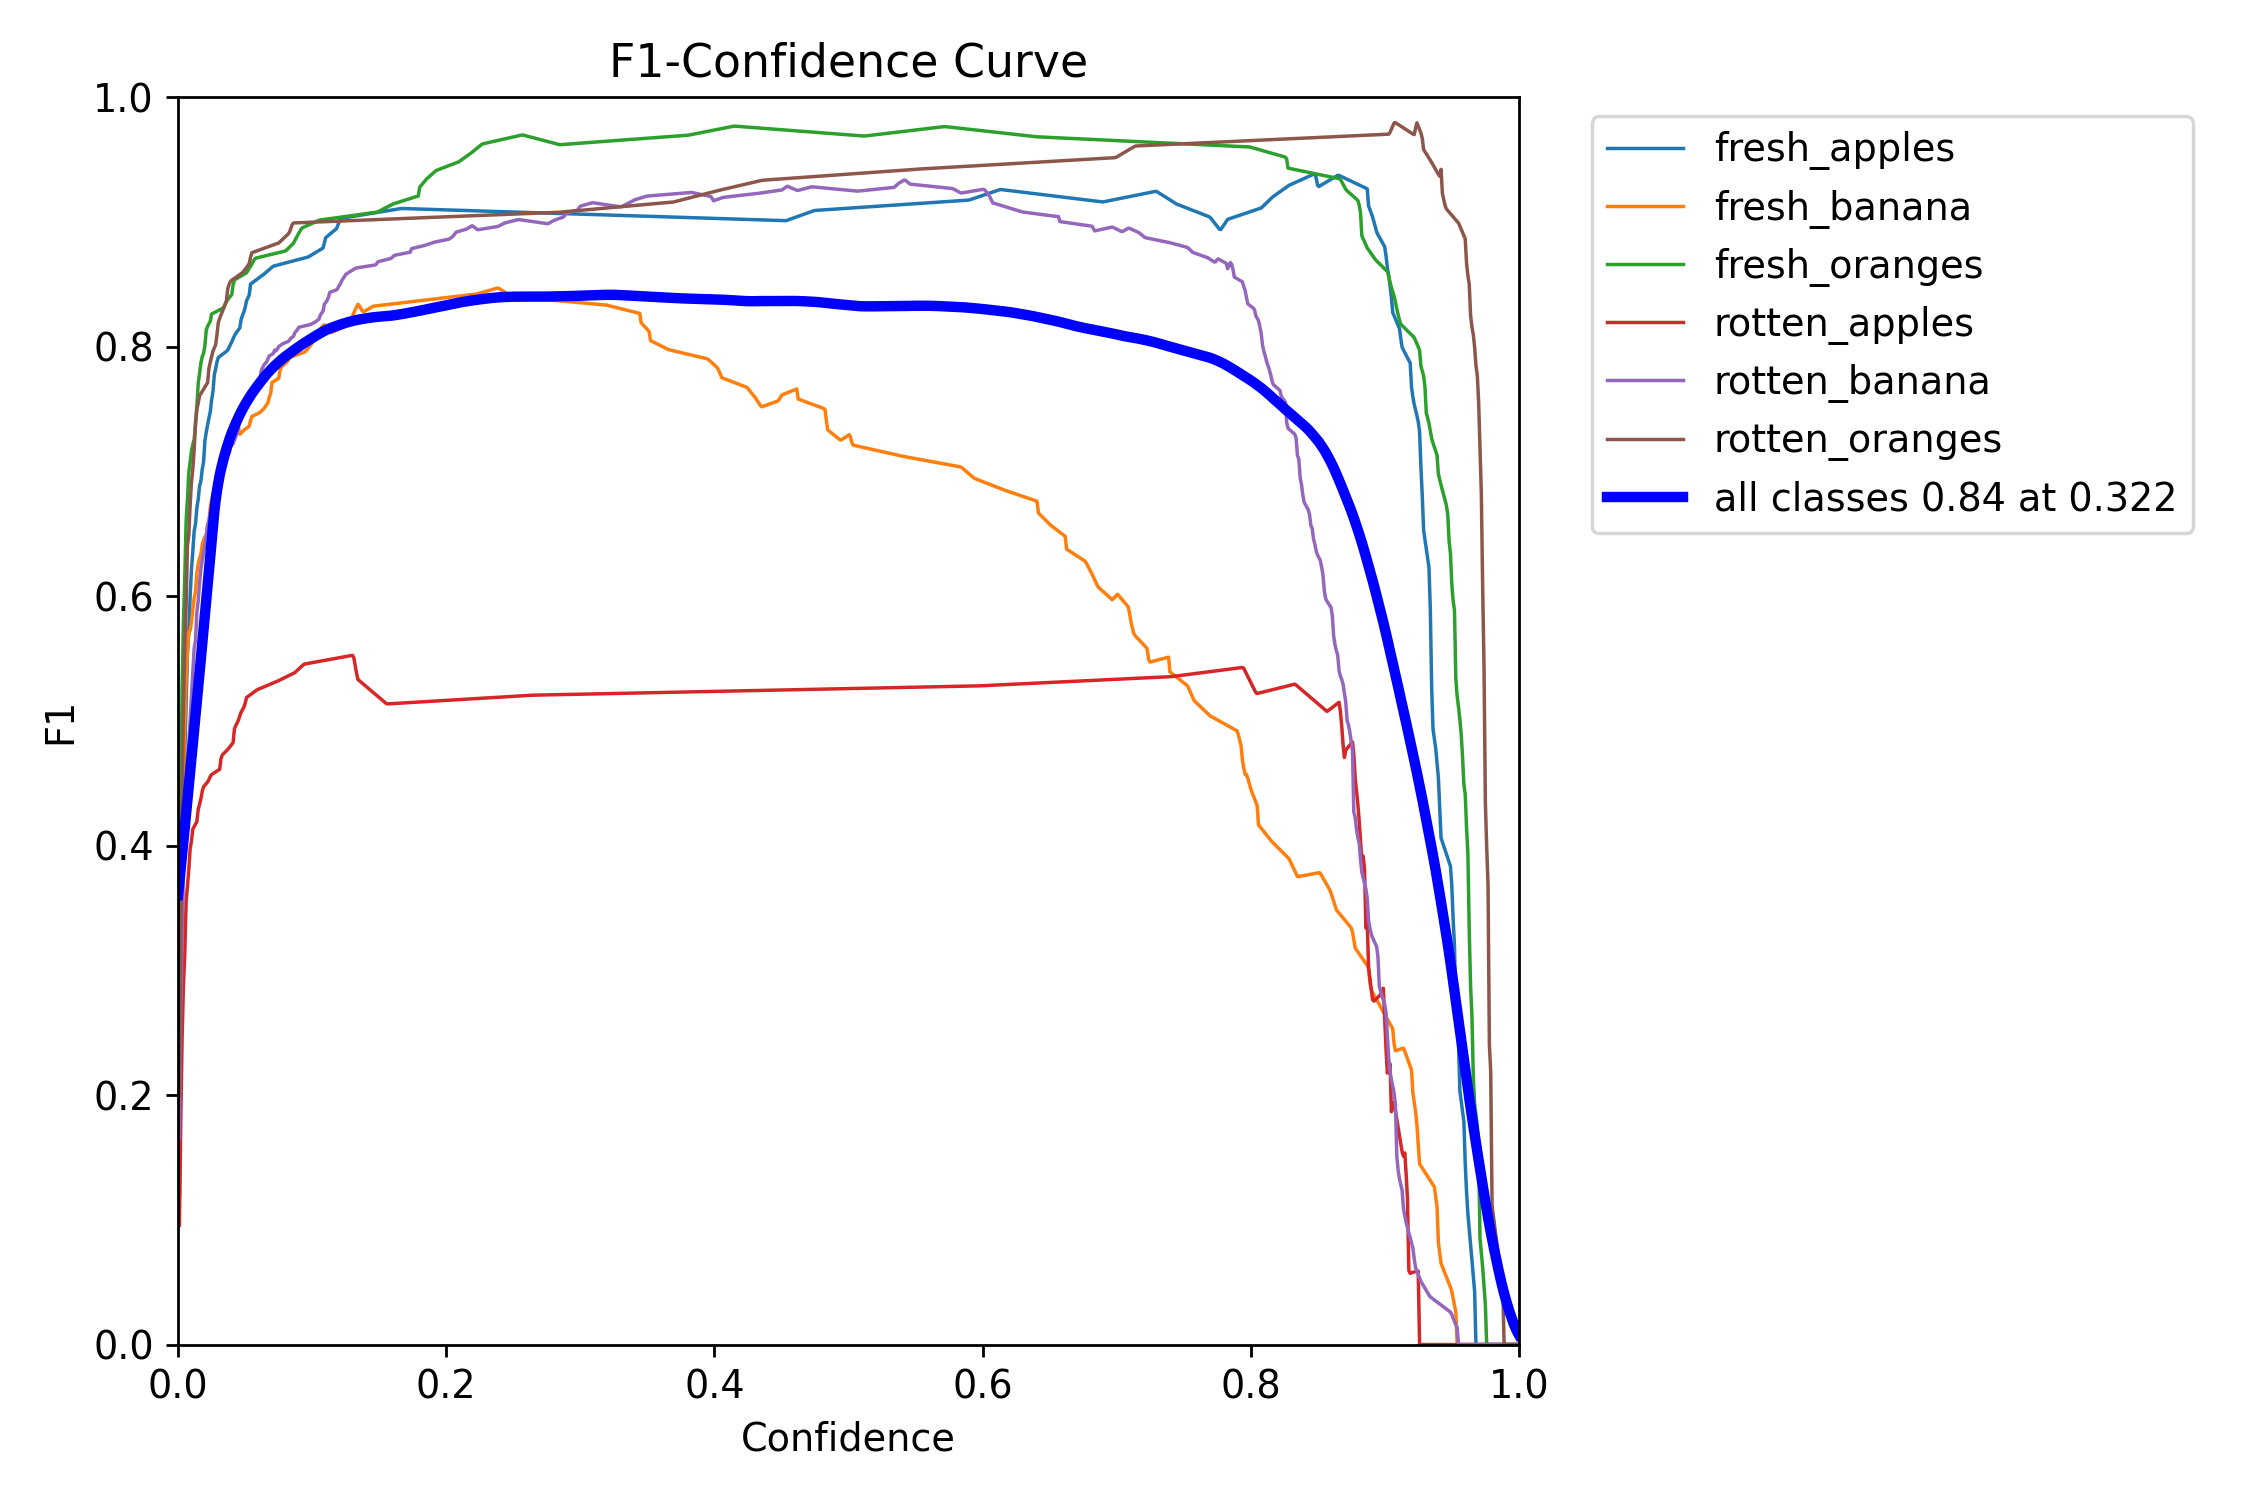 F1-Confidence Curve
1.0
0.8
0.6
0.4
0.2
0.0
F1
0.0 0.2 0.4 0.6 0.8 1.0
Confidence
fresh_apples
fresh_banana
fresh_oranges
rotten_apples
rotten_banana
rotten_oranges
all classes 0.84 at 0.322